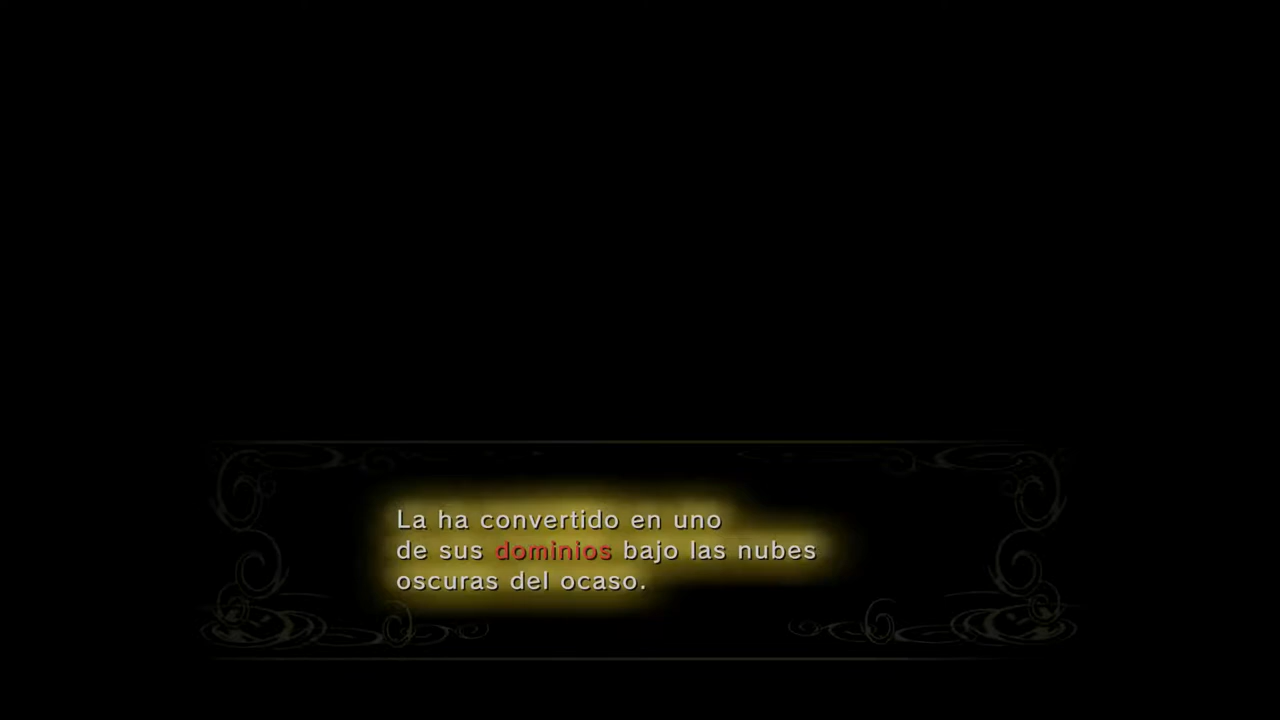 La ha convertido en uno
de sus dominios bajo las nubes
oscuras del ocaso.